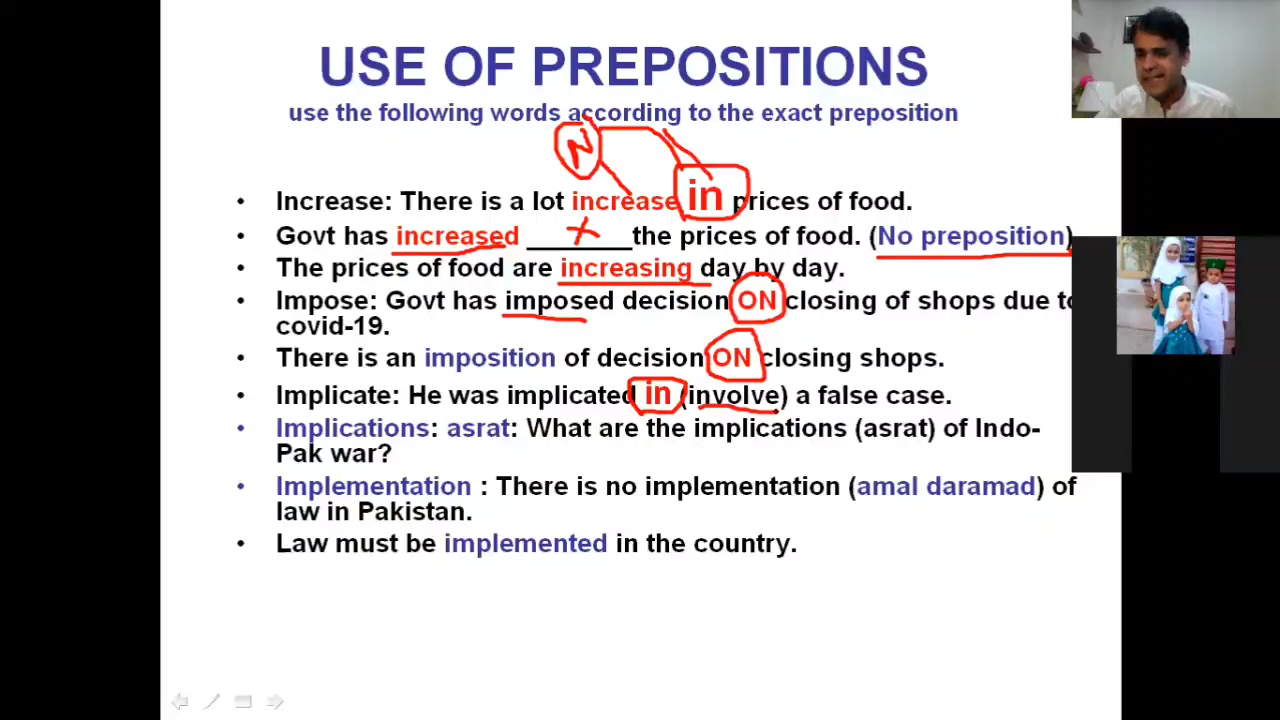 USE OF PREPOSITIONS
use the following words according to the exact preposition
N
• Increase: There is a lot increase in prices of food.
• Govt has increased ________the prices of food. (No preposition)
• The prices of food are increasing day by day.
• Impose: Govt has imposed decision ON closing of shops due to
covid-19.
• There is an imposition of decision ON closing shops.
• Implicate: He was implicated in (involve) a false case.
• Implications: asrat: What are the implications (asrat) of Indo-
Pak war?
• Implementation : There is no implementation (amal daramad) of
law in Pakistan.
• Law must be implemented in the country.